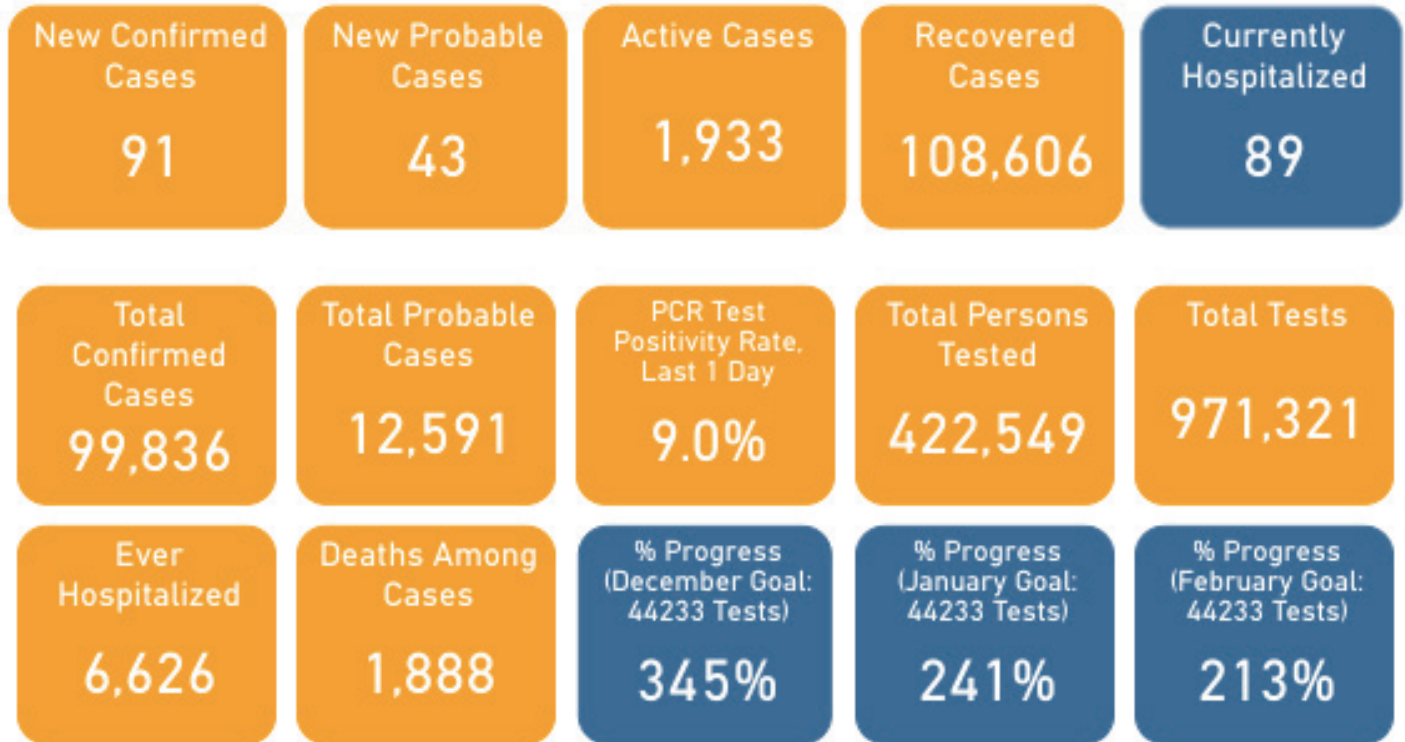 New Confirmed
Cases
91
New Probable
Cases
43
Active Cases
1,933
Recovered
Cases
108,606
Currently
Hospitalized
89
Total
Confirmed
Cases
99,836
Total Probable
Cases
12,591
PCR Test
Positivity Rate,
Last 1 Day
9.0%
Total Persons
Tested
422,549
Total Tests
971,321
Ever
Hospitalized
6,626
Deaths Among
Cases
1,888
% Progress
(December Goal:
44233 Tests)
345%
% Progress
(January Goal:
44233 Tests)
241%
% Progress
(February Goal:
44233 Tests)
213%